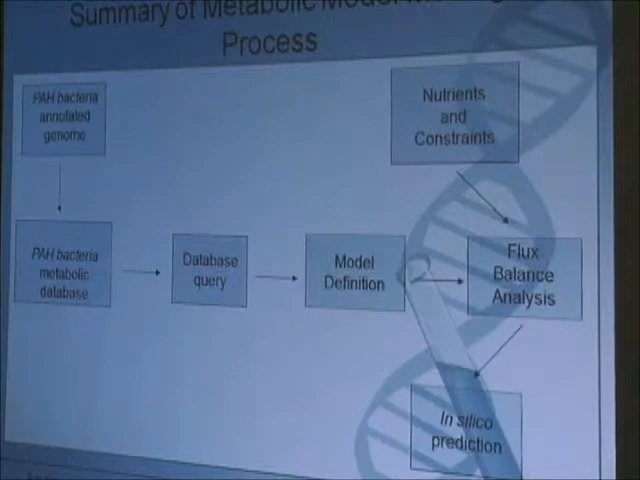 Summary of Metabolic Model
Process
PAH bacteria
annotated
genome
Nutrients
and
Constraints
PAH bacteria
metabolic
database
Database
query
Model
Definition
Flux
Balance
Analysis
In silico
prediction